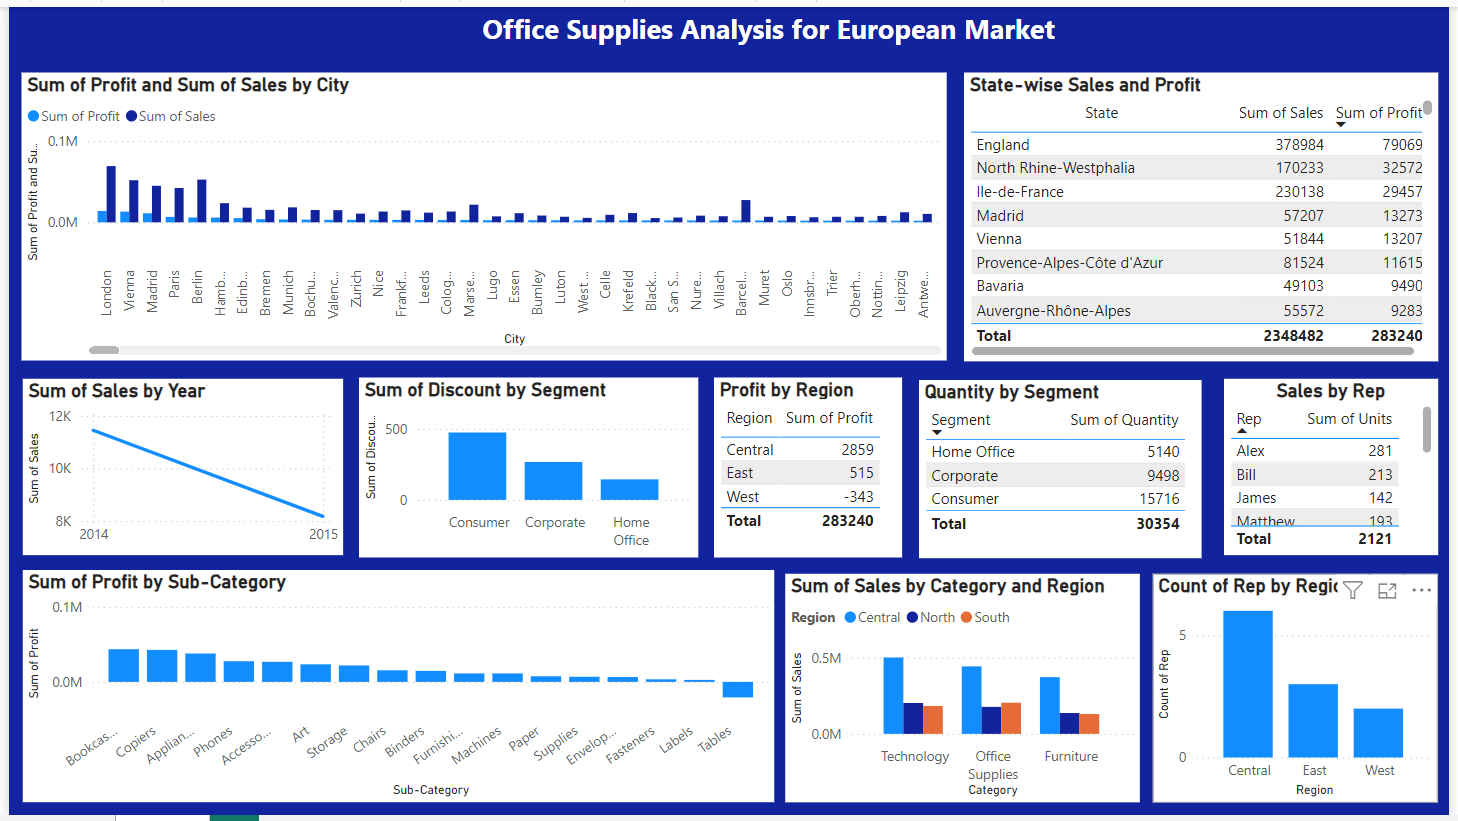 Office Supplies Analysis for European Market
Sum of Profit and Sum of Sales by City
Sum of Profit Sum of Sales
Sum of Profit and Su...
0.1M
0.0M
London
Vienna
Madrid
Paris
Berlin
Hamb...
Edinb...
Bremen
Munich
Bochu...
Valenc...
Zurich
Nice
Frankf...
Leeds
Colog...
Marse...
Lugo
Essen
Burnley
Luton
West ...
Celle
Krefeld
Black...
San S...
Nure...
Villach
Barcel...
Muret
Oslo
Innsbr...
Trier
Oberh...
Nottin...
Leipzig
Antwe...
City
State-wise Sales and Profit
State Sum of Sales Sum of Profit
England 378984 79069
North Rhine-Westphalia 170233 32572
Ile-de-France 230138 29457
Madrid 57207 13273
Vienna 51844 13207
Provence-Alpes-Côte d'Azur 81524 11615
Bavaria 49103 9490
Auvergne-Rhône-Alpes 55572 9283
Total 2348482 283240
Sum of Sales by Year
Sum of Sales
12K
10K
8K
2014 2015
Sum of Discount by Segment
Sum of Discou...
500
0
Consumer Corporate Home Office
Profit by Region
Region Sum of Profit
Central 2859
East 515
West -343
Total 283240
Quantity by Segment
Segment Sum of Quantity
Home Office 5140
Corporate 9498
Consumer 15716
Total 30354
Sales by Rep
Rep Sum of Units
Alex 281
Bill 213
James 142
Matthew 193
Total 2121
Sum of Profit by Sub-Category
Sum of Profit
0.1M
0.0M
Bookcas...
Copiers
Applian...
Phones
Accesso...
Art
Storage
Chairs
Binders
Furnishi...
Machines
Paper
Supplies
Envelop...
Fasteners
Labels
Tables
Sub-Category
Sum of Sales by Category and Region
Region Central North South
Sum of Sales
0.5M
0.0M
Technology Office Supplies Furniture
Category
Count of Rep by Regic
Count of Rep
5
0
Central East West
Region